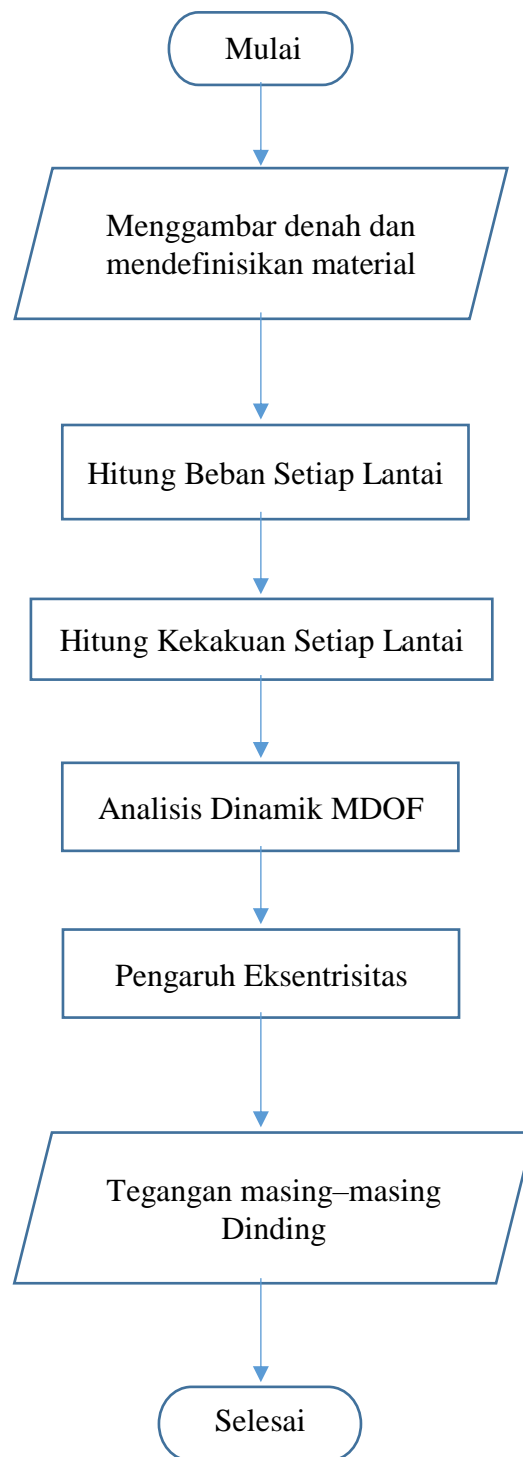 Mulai
Menggambar denah dan
mendefinisikan material
Hitung Beban Setiap Lantai
Hitung Kekakuan Setiap Lantai
Analisis Dinamik MDOF
Pengaruh Eksentrisitas
Tegangan masing–masing
Dinding
Selesai